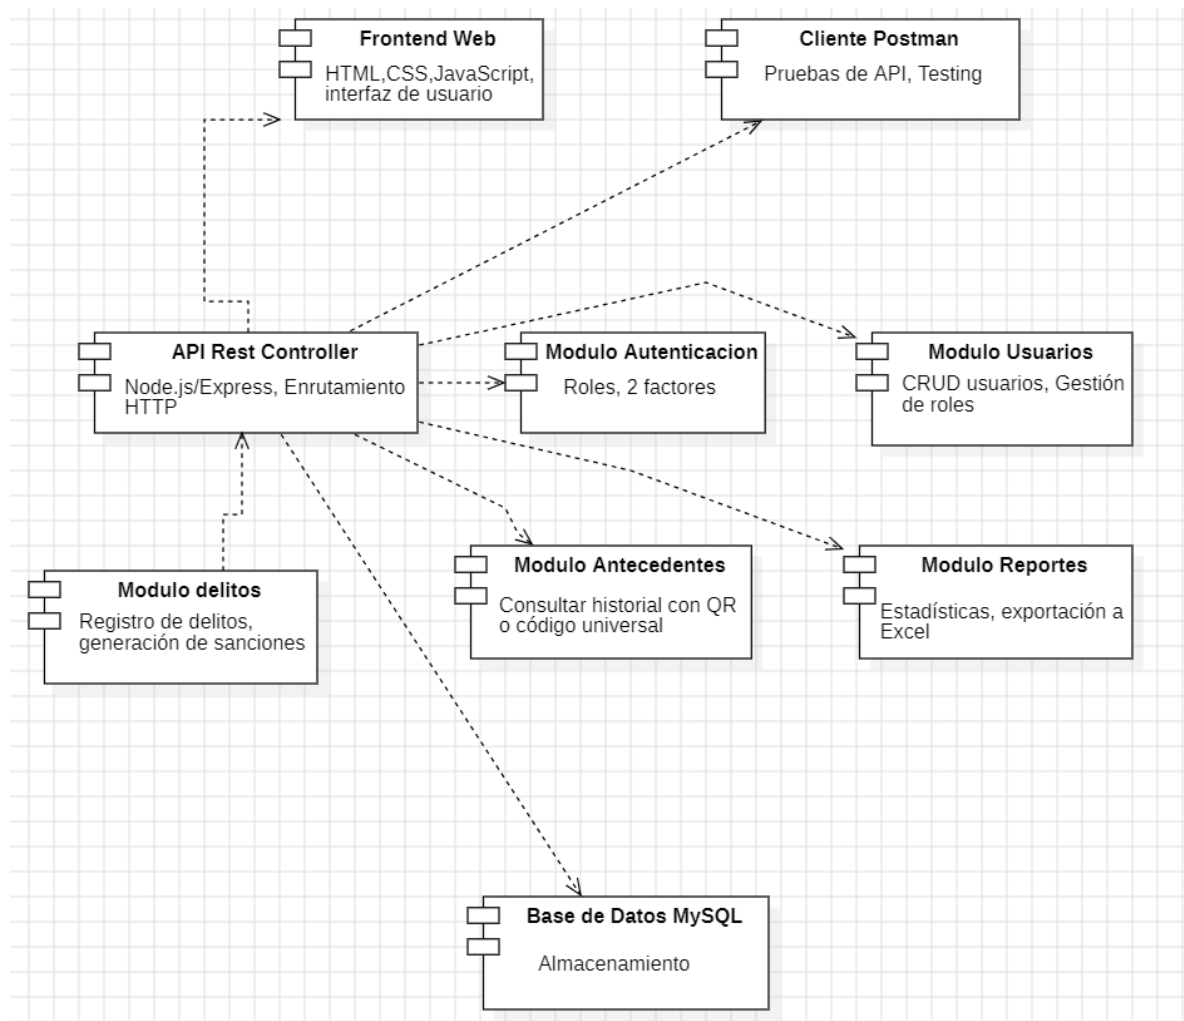 Frontend Web
HTML,CSS,JavaScript,
interfaz de usuario
Cliente Postman
Pruebas de API, Testing
API Rest Controller
Node.js/Express, Enrutamiento
HTTP
Modulo Autenticacion
Roles, 2 factores
Modulo Usuarios
CRUD usuarios, Gestión
de roles
Modulo delitos
Registro de delitos,
generación de sanciones
Modulo Antecedentes
Consultar historial con QR
o código universal
Modulo Reportes
Estadísticas, exportación a
Excel
Base de Datos MySQL
Almacenamiento